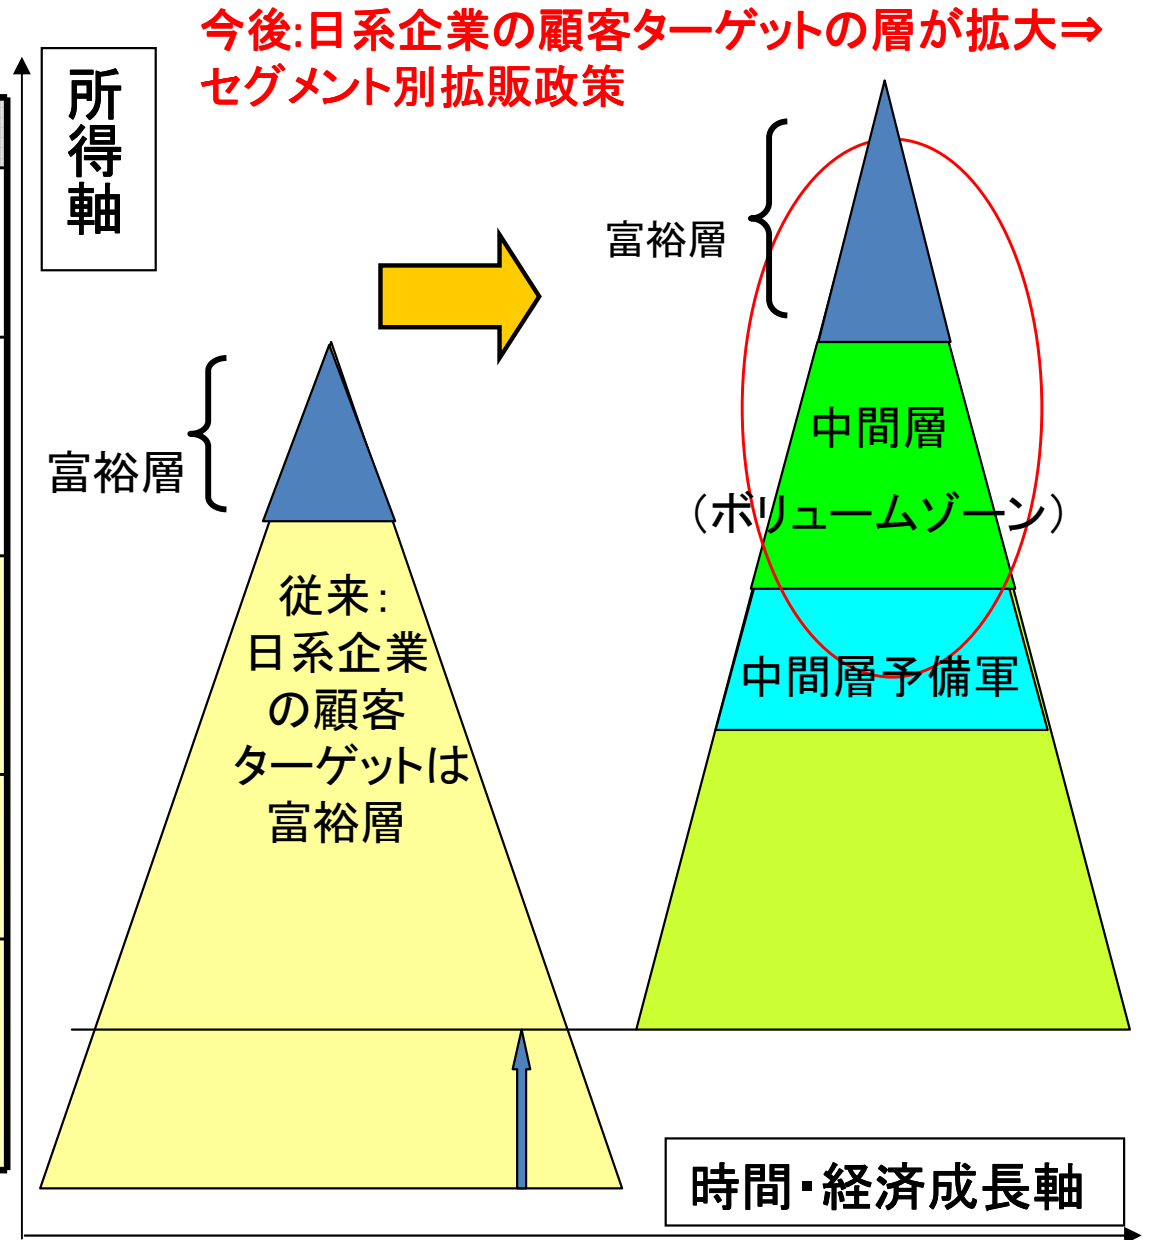 今後:日系企業の顧客ターゲットの層が拡大⇒
セグメント別拡販政策
所得軸
富裕層
富裕層
中間層
（ボリュームゾーン）
中間層予備軍
従来：
日系企業
の顧客
ターゲットは
富裕層
時間・経済成長軸